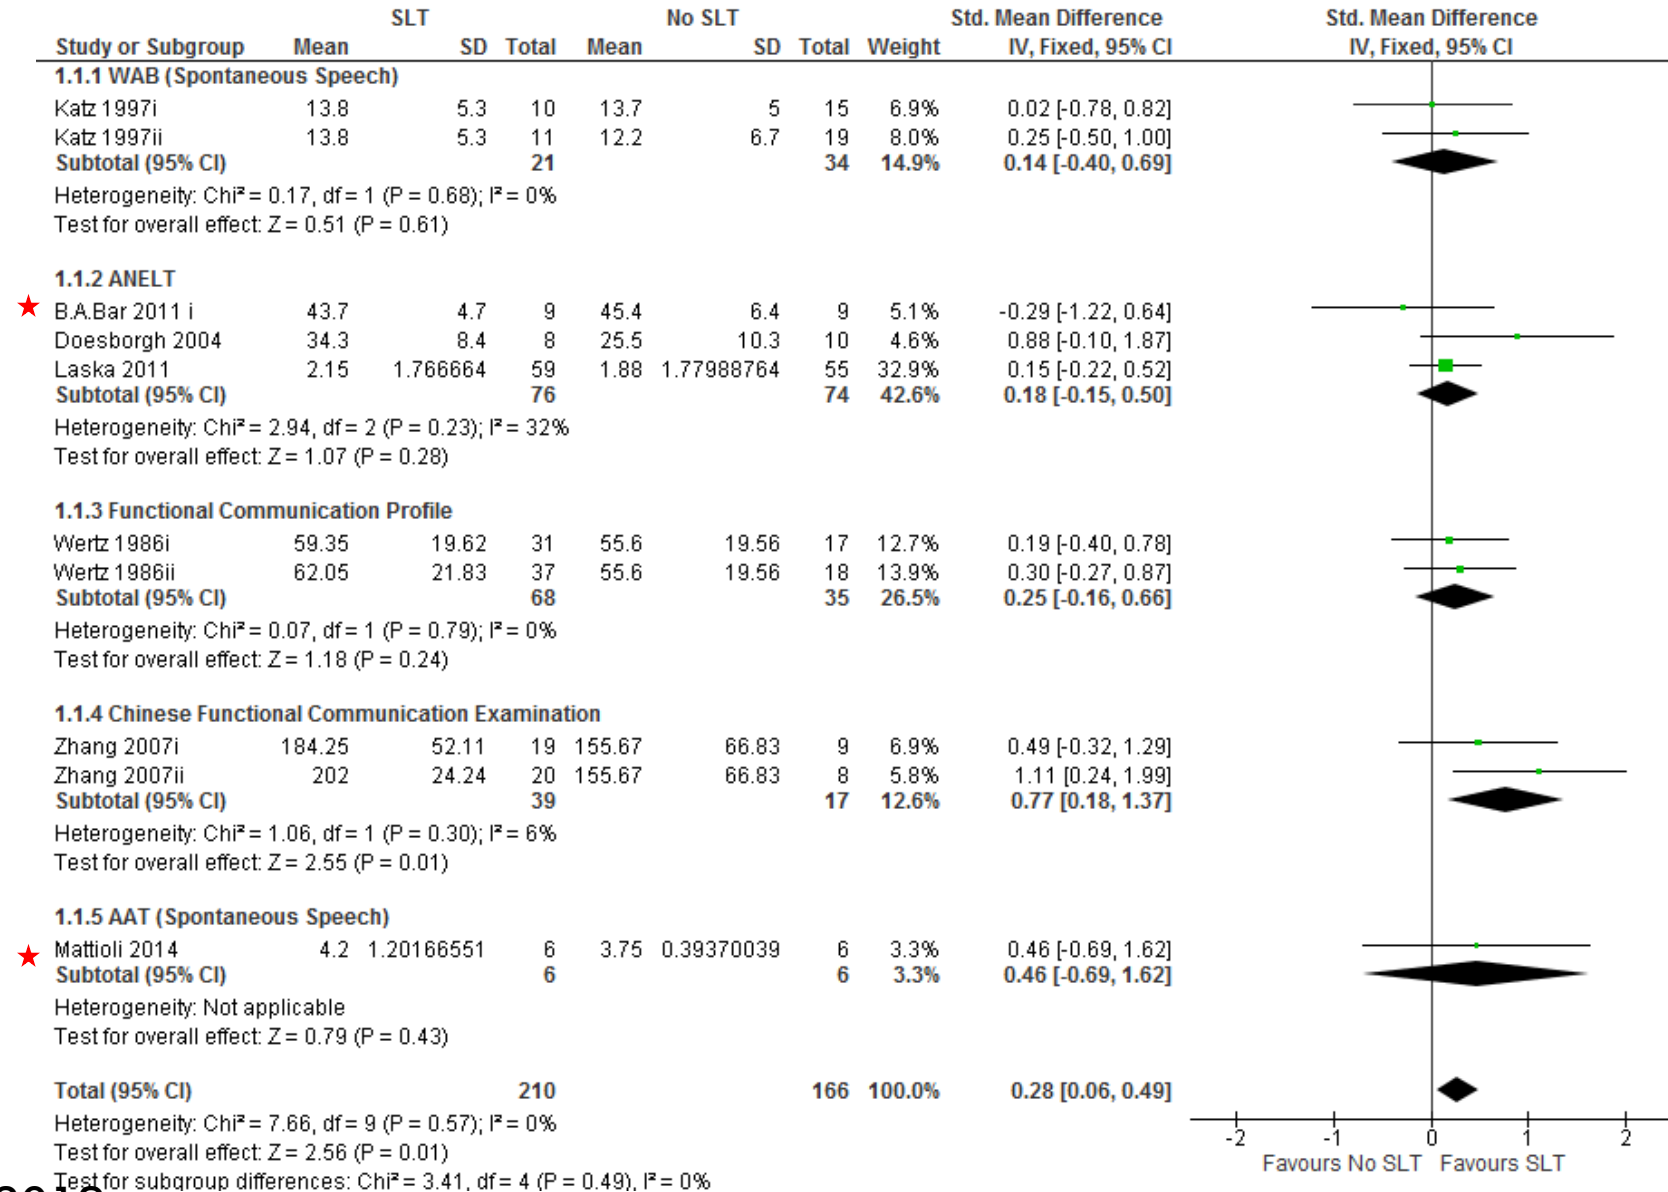 SLT No SLT Std. Mean Difference Std. Mean Difference
Study or Subgroup Mean SD Total Mean SD Total Weight IV, Fixed, 95% CI IV, Fixed, 95% CI
1.1.1 WAB (Spontaneous Speech)
Katz 1997i 13.8 5.3 10 13.7 5 15 6.9% 0.02 [-0.78, 0.82]
Katz 1997ii 13.8 5.3 11 12.2 6.7 19 8.0% 0.25 [-0.50, 1.00]
Subtotal (95% CI) 21 34 14.9% 0.14 [-0.40, 0.69]
Heterogeneity: Chi² = 0.17, df = 1 (P = 0.68); I² = 0%
Test for overall effect: Z = 0.51 (P = 0.61)
1.1.2 ANELT
B.A.Bar 2011 i 43.7 4.7 9 45.4 6.4 9 5.1% -0.29 [-1.22, 0.64]
Doesborgh 2004 34.3 8.4 8 25.5 10.3 10 4.6% 0.88 [-0.10, 1.87]
Laska 2011 2.15 1.766664 59 1.88 1.77988764 55 32.9% 0.15 [-0.22, 0.52]
Subtotal (95% CI) 76 74 42.6% 0.18 [-0.15, 0.50]
Heterogeneity: Chi² = 2.94, df = 2 (P = 0.23); I² = 32%
Test for overall effect: Z = 1.07 (P = 0.28)
1.1.3 Functional Communication Profile
Wertz 1986i 59.35 19.62 31 55.6 19.56 17 12.7% 0.19 [-0.40, 0.78]
Wertz 1986ii 62.05 21.83 37 55.6 19.56 18 13.9% 0.30 [-0.27, 0.87]
Subtotal (95% CI) 68 35 26.5% 0.25 [-0.16, 0.66]
Heterogeneity: Chi² = 0.07, df = 1 (P = 0.79); I² = 0%
Test for overall effect: Z = 1.18 (P = 0.24)
1.1.4 Chinese Functional Communication Examination
Zhang 2007i 184.25 52.11 19 155.67 66.83 9 6.9% 0.49 [-0.32, 1.29]
Zhang 2007ii 202 24.24 20 155.67 66.83 8 5.8% 1.11 [0.24, 1.99]
Subtotal (95% CI) 39 17 12.6% 0.77 [0.18, 1.37]
Heterogeneity: Chi² = 1.06, df = 1 (P = 0.30); I² = 6%
Test for overall effect: Z = 2.55 (P = 0.01)
1.1.5 AAT (Spontaneous Speech)
Mattioli 2014 4.2 1.20166551 6 3.75 0.39370039 6 3.3% 0.46 [-0.69, 1.62]
Subtotal (95% CI) 6 6 3.3% 0.46 [-0.69, 1.62]
Heterogeneity: Not applicable
Test for overall effect: Z = 0.79 (P = 0.43)
Total (95% CI) 210 166 100.0% 0.28 [0.06, 0.49]
Heterogeneity: Chi² = 7.66, df = 9 (P = 0.57); I² = 0%
Test for overall effect: Z = 2.56 (P = 0.01)
Test for subgroup differences: Chi² = 3.41, df = 4 (P = 0.49), I² = 0%
-2 -1 0 1 2
Favours No SLT Favours SLT